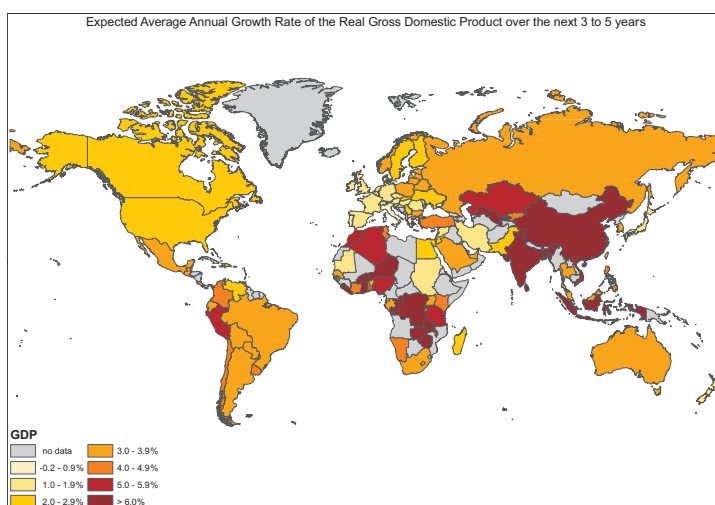 Expected Average Annual Growth Rate of the Real Gross Domestic Product over the next 3 to 5 years
GDP
no data
-0.2 - 0.9%
1.0 - 1.9%
2.0 - 2.9%
3.0 - 3.9%
4.0 - 4.9%
5.0 - 5.9%
> 6.0%